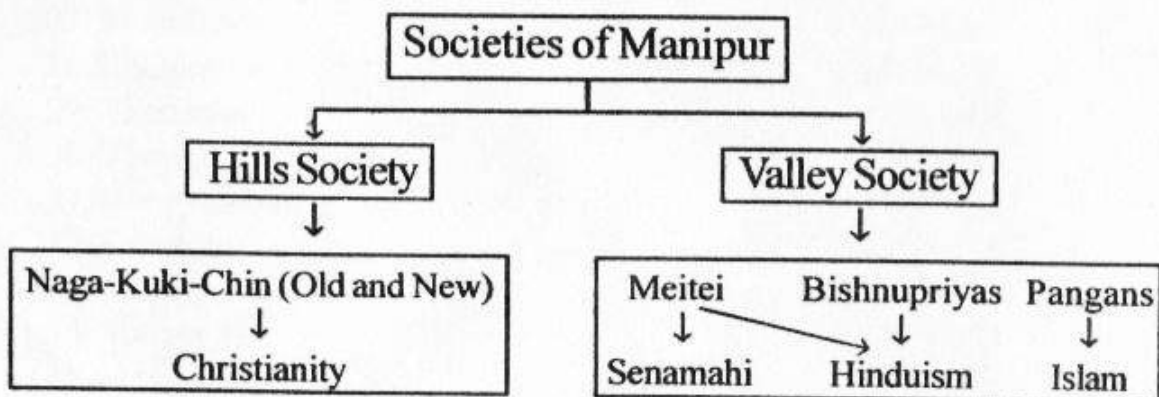 Societies of Manipur
Hills Society
Valley Society
Naga-Kuki-Chin (Old and New)
Christianity
Meitei Bishnupriyas Pangans
Senamahi Hinduism Islam